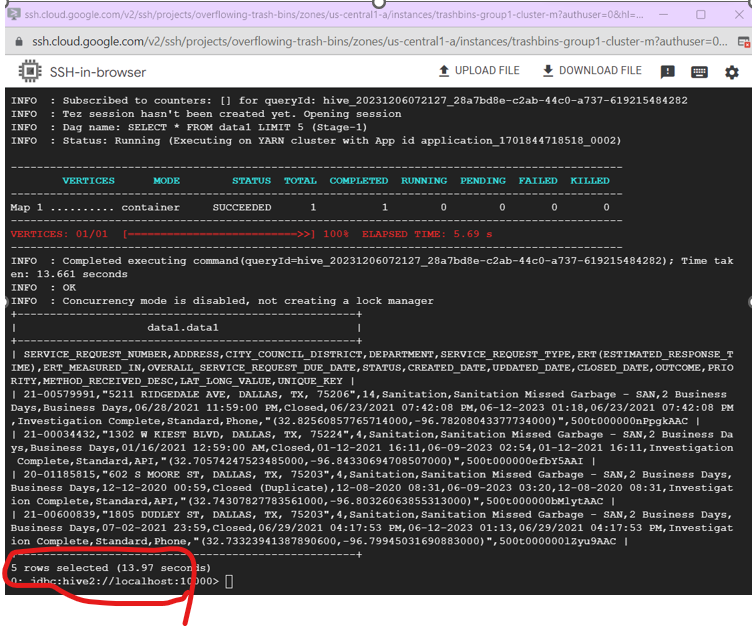 ssh.cloud.google.com/v2/ssh/projects/overflowing-trash-bins/zones/us-central1-a/instances/trashbins-group1-cluster-m?authuser=0&hl=...
ssh.cloud.google.com/v2/ssh/projects/overflowing-trash-bins/zones/us-central1-a/instances/trashbins-group1-cluster-m?authuser=0...
SSH-in-browser
UPLOAD FILE
DOWNLOAD FILE
INFO  : Subscribed to counters: [] for queryId: hive_20231206072127_28a7bd8e-c2ab-44c0-a737-619215484282
INFO  : Tez session hasn't been created yet. Opening session
INFO  : Dag name: SELECT * FROM data1 LIMIT 5 (Stage-1)
INFO  : Status: Running (Executing on YARN cluster with App id application_1701844718518_0002)
VERTICES      MODE        STATUS  TOTAL  COMPLETED  RUNNING  PENDING  FAILED  KILLED
Map 1 .......... container     SUCCEEDED      1          1        0        0       0       0
VERTICES: 01/01  [==========================>>] 100%  ELAPSED TIME: 5.69 s
INFO  : Completed executing command(queryId=hive_20231206072127_28a7bd8e-c2ab-44c0-a737-619215484282); Time tak
en: 13.661 seconds
INFO  : OK
INFO  : Concurrency mode is disabled, not creating a lock manager
|                    data1.data1                     |
| SERVICE_REQUEST_NUMBER,ADDRESS,CITY_COUNCIL_DISTRICT,DEPARTMENT,SERVICE_REQUEST_TYPE,ERT(ESTIMATED_RESPONSE_T
IME),ERT_MEASURED_IN,OVERALL_SERVICE_REQUEST_DUE_DATE,STATUS,CREATED_DATE,UPDATED_DATE,CLOSED_DATE,OUTCOME,PRIO
RITY,METHOD_RECEIVED_DESC,LAT_LONG_VALUE,UNIQUE_KEY |
| 21-00579991,"5211 RIDGEDALE AVE, DALLAS, TX, 75206",14,Sanitation,Sanitation Missed Garbage - SAN,2 Business 
Days,Business Days,06/28/2021 11:59:00 PM,Closed,06/23/2021 07:42:08 PM,06-12-2023 01:18,06/23/2021 07:42:08 PM
,Investigation Complete,Standard,Phone,"(32.82560857765714000,-96.78208043377734000)",500t000000nPpgkAAC |
| 21-00034432,"1302 W KIEST BLVD, DALLAS, TX, 75224",4,Sanitation,Sanitation Missed Garbage - SAN,2 Business Da
ys,Business Days,01/16/2021 12:59:00 AM,Closed,01-12-2021 16:11,06-09-2023 02:54,01-12-2021 16:11,Investigation
 Complete,Standard,API,"(32.70574247523485000,-96.84330694708507000)",500t000000efbY5AAI |
| 20-01185815,"602 S MOORE ST, DALLAS, TX, 75203",4,Sanitation,Sanitation Missed Garbage - SAN,2 Business Days,
Business Days,12-12-2020 00:59,Closed (Duplicate),12-08-2020 08:31,06-09-2023 03:20,12-08-2020 08:31,Investigat
ion Complete,Standard,API,"(32.74307827783561000,-96.80326063855313000)",500t000000bMlytAAC |
| 21-00600839,"1805 DUDLEY ST, DALLAS, TX, 75203",4,Sanitation,Sanitation Missed Garbage - SAN,2 Business Days,
Business Days,07-02-2021 23:59,Closed,06/29/2021 04:17:53 PM,06-12-2023 01:13,06/29/2021 04:17:53 PM,Investigat
ion Complete,Standard,Phone,"(32.73323941387890600,-96.79945031690883000)",500t000000lZyu9AAC |
5 rows selected (13.97 seconds)
0: jdbc:hive2://localhost:10000>